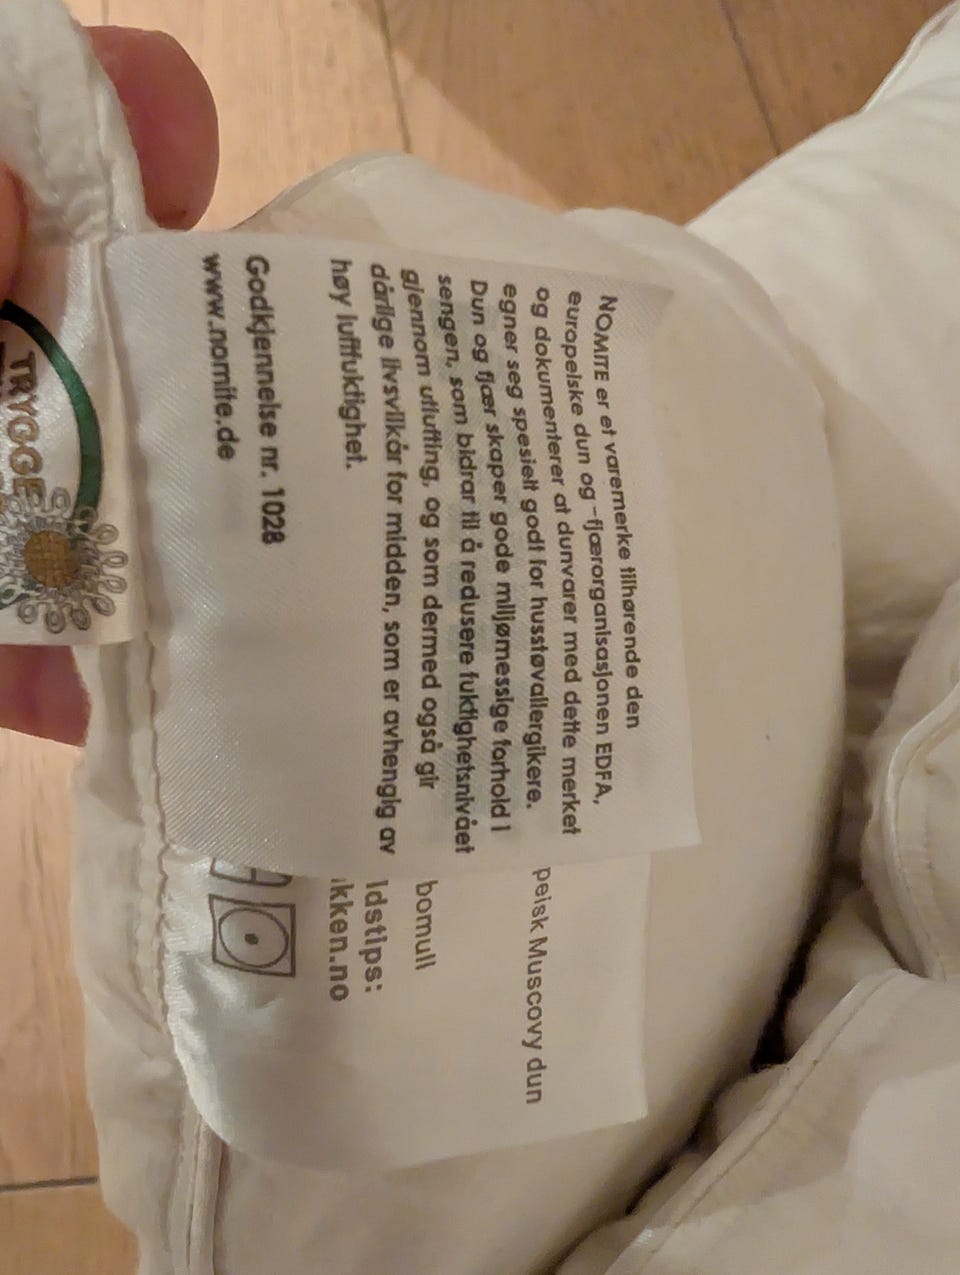 NOMITE er et varemerke tilhørende den
europeiske dun og -fjærorganisasjonen EDFA,
og dokumenterer at dunvarer med dette merket
egner seg spesielt godt for husstøvallergikere.
Dun og fjær skaper gode miljømessige forhold i
sengen, som bidrar til å redusere fuktighetsnivået
gjennom utlufting, og som dermed også gir
dårlige livsvilkår for midden, som er avhengig av
høy luftfuktighet.
Godkjennelse nr. 1028
www.nomite.de
peisk Muscovy dun
bomull
ldstips:
ikken.no
TRYGGE